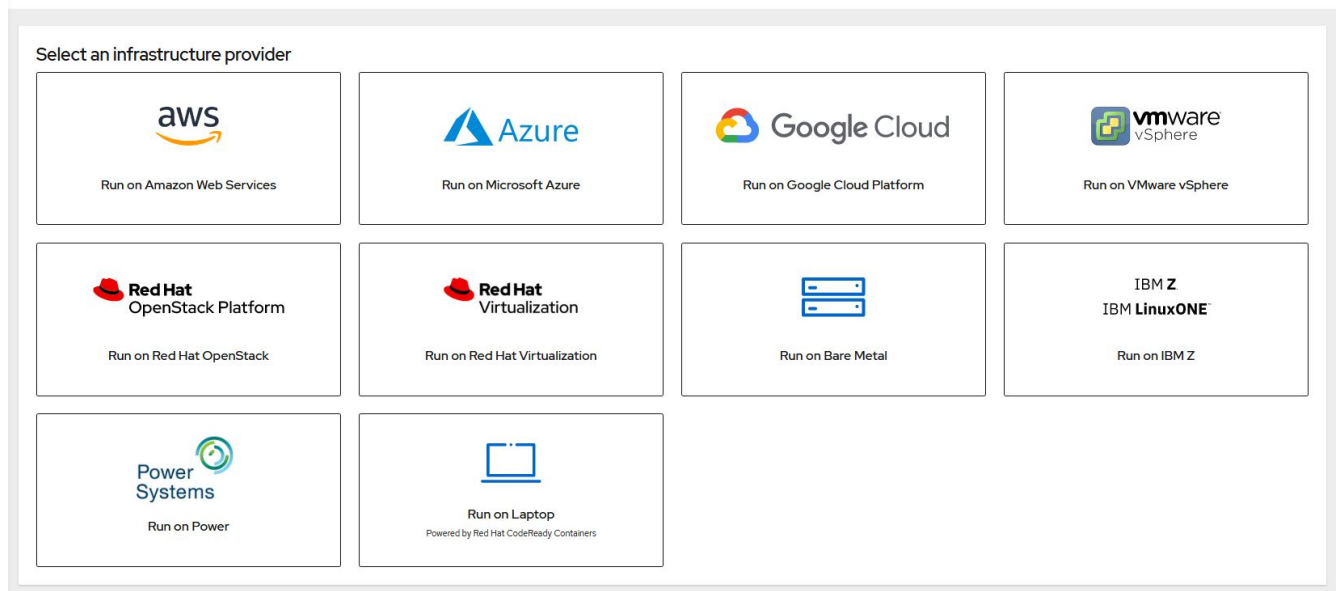 Select an infrastructure provider
aws
Run on Amazon Web Services
Azure
Run on Microsoft Azure
Google Cloud
Run on Google Cloud Platform
vmware
vSphere
Run on VMware vSphere
Red Hat
OpenStack Platform
Run on Red Hat OpenStack
Red Hat
Virtualization
Run on Red Hat Virtualization
Run on Bare Metal
IBM Z
IBM LinuxONE™
Run on IBM Z
Power
Systems
Run on Power
Run on Laptop
Powered by Red Hat CodeReady Containers